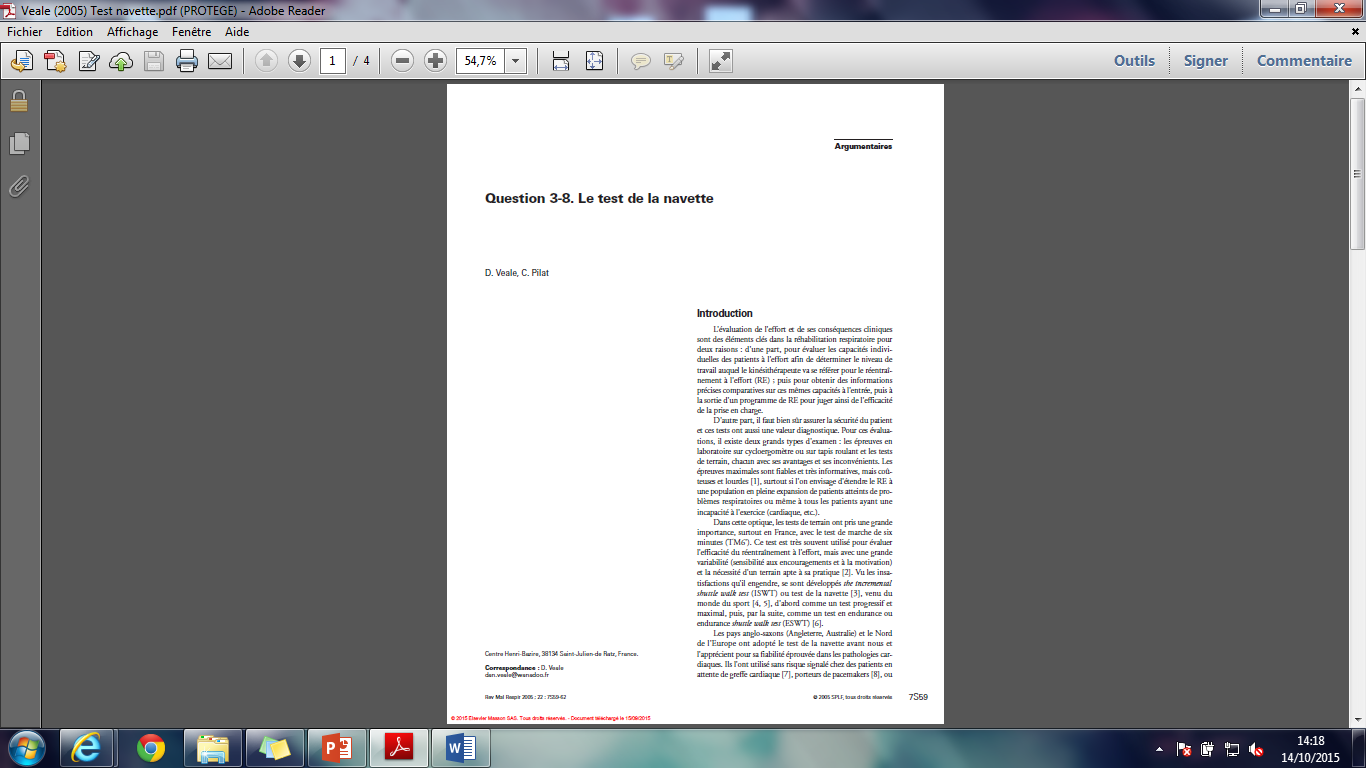 Veale (2005) Test navette.pdf (PROTEGE) - Adobe Reader
Fichier Edition Affichage Fenêtre Aide
1 / 4 54,7% Outils Signer Commentaire
Argumentaires
Question 3-8. Le test de la navette
D. Veale, C. Pilat
Introduction
L'évaluation de l'effort et de ses conséquences cliniques
sont des éléments clés dans la réhabilitation respiratoire pour
deux raisons : d'une part, pour évaluer les capacités indivi-
duelles des patients à l'effort afin de déterminer le niveau de
travail auquel le kinésithérapeute va se référer pour le réentraî-
nement à l'effort (RE) ; puis pour obtenir des informations
précises comparatives sur ces mêmes capacités à l'entrée, puis à
la sortie d'un programme de RE pour juger ainsi de l'efficacité
de la prise en charge.
D'autre part, il faut bien sûr assurer la sécurité du patient
et ces tests ont aussi une valeur diagnostique. Pour ces évalua-
tions, il existe deux grands types d'examen : les épreuves en
laboratoire sur cycloergomètre ou sur tapis roulant et les tests
de terrain, chacun avec ses avantages et ses inconvénients. Les
épreuves maximales sont fiables et très informatives, mais coû-
teuses et lourdes [1], surtout si l'on envisage d'étendre le RE à
une population en pleine expansion de patients atteints de pro-
blèmes respiratoires ou même à tous les patients ayant une
incapacité à l'exercice (cardiaque, etc.).
Dans cette optique, les tests de terrain ont pris une grande
importance, surtout en France, avec le test de marche de six
minutes (TM6'). Ce test est très souvent utilisé pour évaluer
l'efficacité du réentraînement à l'effort, mais avec une grande
variabilité (sensibilité aux encouragements et à la motivation)
et la nécessité d'un terrain apte à sa pratique [2]. Vu les insa-
tisfactions qu'il engendre, se sont développés the incremental
shuttle walk test (ISWT) ou test de la navette [3], venu du
monde du sport [4, 5], d'abord comme un test progressif et
maximal, puis, par la suite, comme un test en endurance ou
endurance shuttle walk test (ESWT) [6].
Les pays anglo-saxons (Angleterre, Australie) et le Nord
de l'Europe ont adopté le test de la navette avant nous et
l'apprécient pour sa fiabilité éprouvée dans les pathologies car-
diaques. Ils l'ont utilisé sans risque signalé chez des patients en
attente de greffe cardiaque [7], porteurs de pacemakers [8], ou
Centre Henri-Bazire, 38134 Saint-Julien-de Ratz, France.
Correspondance : D. Veale
dan.veale@wanadoo.fr
Rev Mal Respir 2005 ; 22 : 7S59-62
© 2005 SPLF, tous droits réservés 7S59
© 2015 Elsevier Masson SAS. Tous droits réservés. - Document téléchargé le 15/09/2015
14:18
14/10/2015